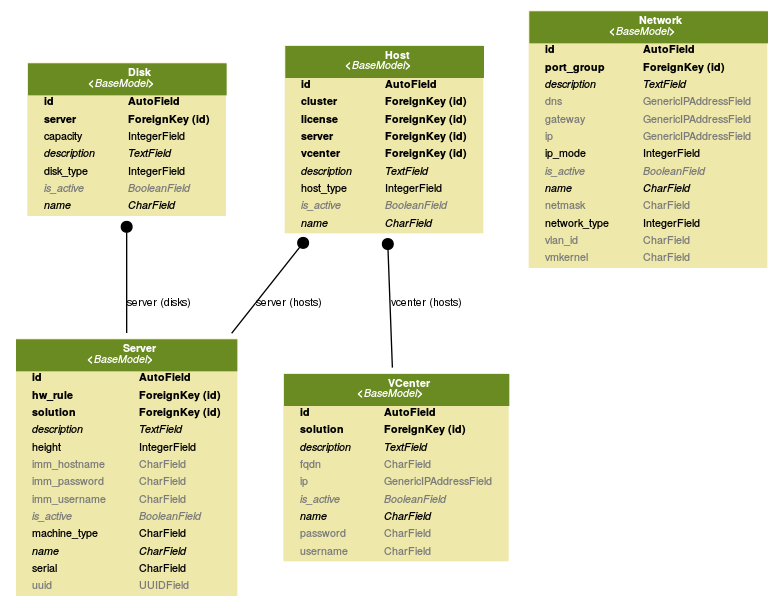 Disk
<BaseModel>
id AutoField
server ForeignKey (id)
capacity IntegerField
description TextField
disk_type IntegerField
is_active BooleanField
name CharField
Host
<BaseModel>
id AutoField
cluster ForeignKey (id)
license ForeignKey (id)
server ForeignKey (id)
vcenter ForeignKey (id)
description TextField
host_type IntegerField
is_active BooleanField
name CharField
Network
<BaseModel>
id AutoField
port_group ForeignKey (id)
description TextField
dns GenericIPAddressField
gateway GenericIPAddressField
ip GenericIPAddressField
ip_mode IntegerField
is_active BooleanField
name CharField
netmask CharField
network_type IntegerField
vlan_id CharField
vmkernel CharField
server (disks)
server (hosts)
vcenter (hosts)
Server
<BaseModel>
id AutoField
hw_rule ForeignKey (id)
solution ForeignKey (id)
description TextField
height IntegerField
imm_hostname CharField
imm_password CharField
imm_username CharField
is_active BooleanField
machine_type CharField
name CharField
serial CharField
uuid UUIDField
VCenter
<BaseModel>
id AutoField
solution ForeignKey (id)
description TextField
fqdn CharField
ip GenericIPAddressField
is_active BooleanField
name CharField
password CharField
username CharField